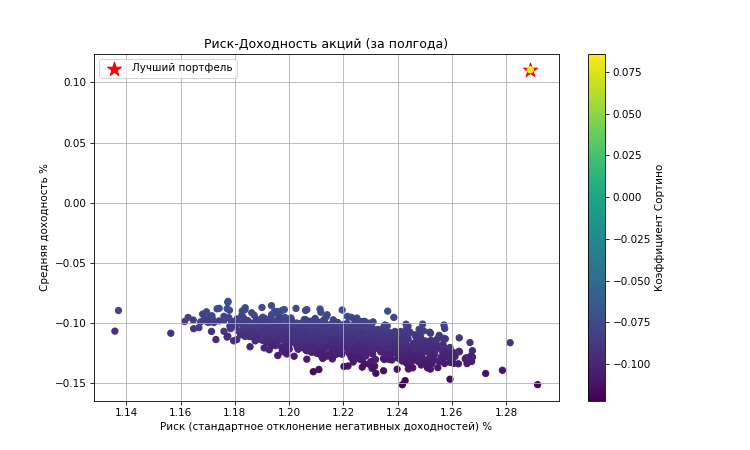 Риск-Доходность акций (за полгода)
Лучший портфель
0.10
0.05
0.00
−0.05
−0.10
−0.15
Средняя доходность %
1.14 1.16 1.18 1.20 1.22 1.24 1.26 1.28
Риск (стандартное отклонение негативных доходностей) %
0.075
0.050
0.025
0.000
−0.025
−0.050
−0.075
−0.100
Коэффициент Сортино